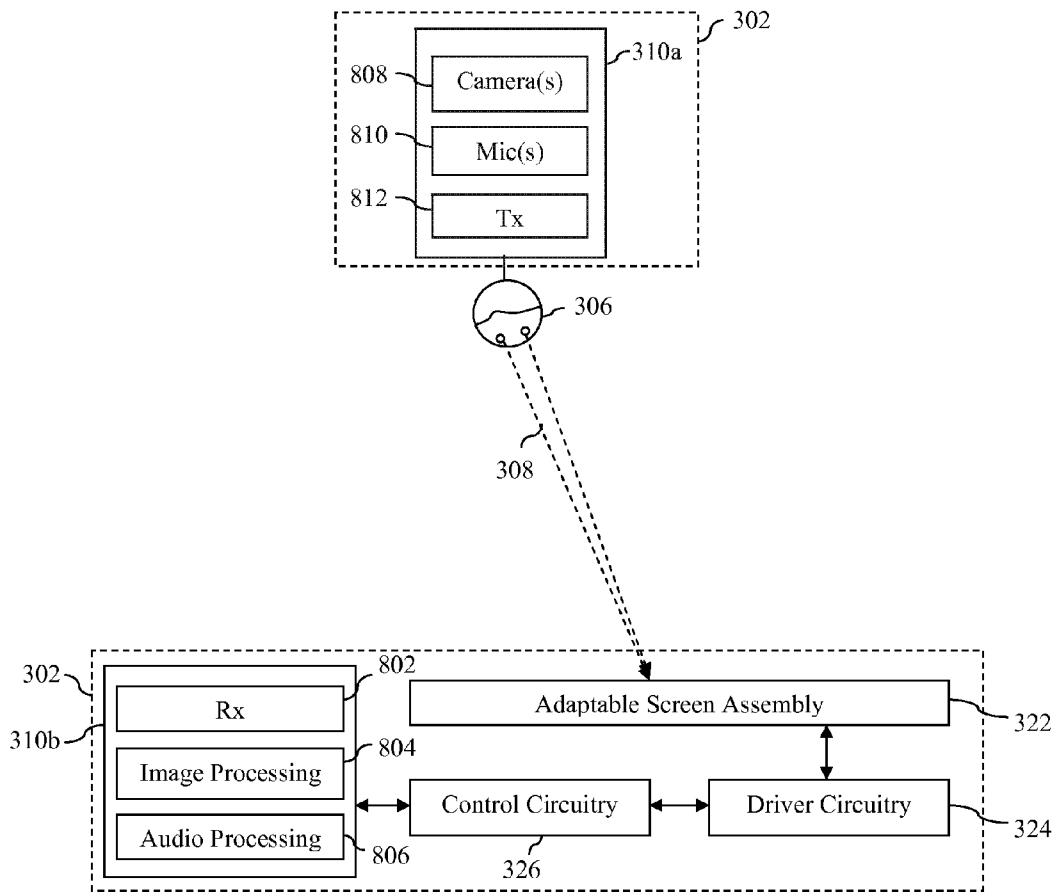 302
310a
808
Camera(s)
810
Mic(s)
812
Tx
306
308
302
802
Rx
Adaptable Screen Assembly
322
310b
804
Image Processing
Control Circuitry
Driver Circuitry
324
Audio Processing
806
326